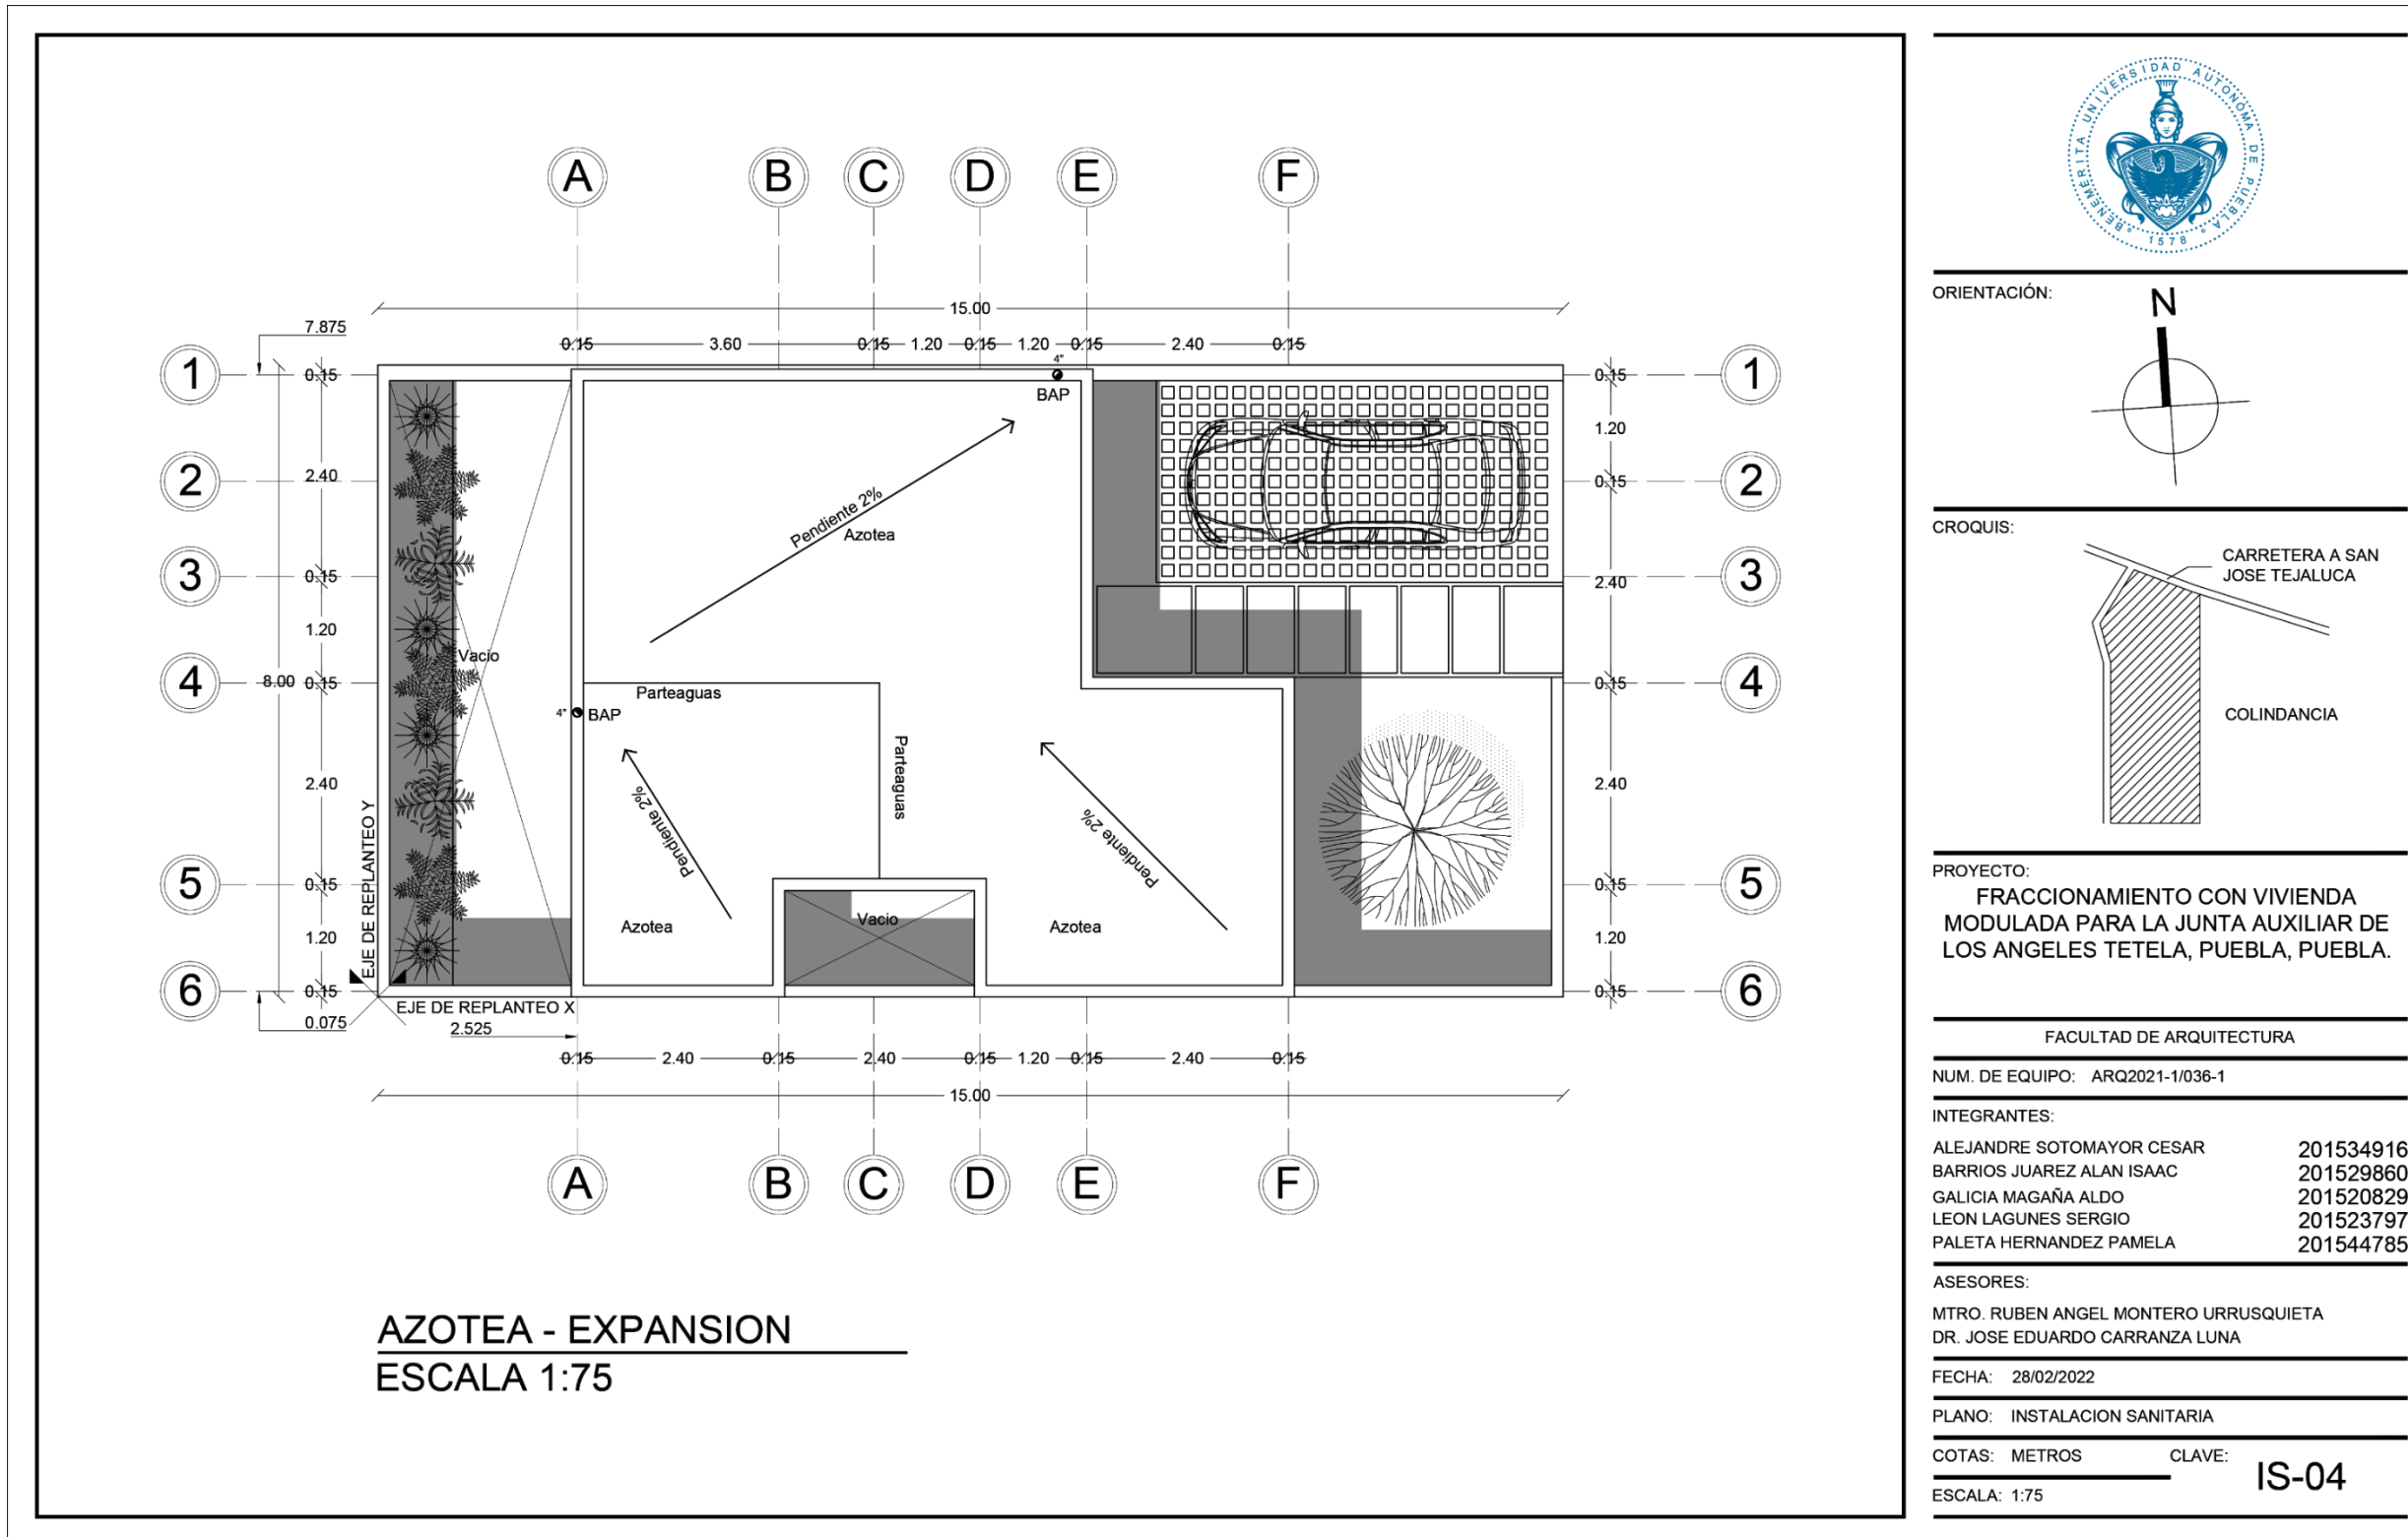 A B C D E F
15.00
7.875
0.15 3.60 0.15 1.20 0.15 1.20 0.15 2.40 0.15
4"
BAP
1 0.15 0.15 1
1.20
2 2.40 0.15 2
Pendiente 2%
Azotea
3 0.15 2.40 3
1.20
Vacio
4 8.00 0.15 0.15 4
Parteaguas
4" BAP
Parteaguas
2.40 2.40
Pendiente 2%
Pendiente 2%
5 0.15 0.15 5
Azotea
Vacio
Azotea
1.20 1.20
EJE DE REPLANTEO Y
6 0.15 0.15 6
EJE DE REPLANTEO X
0.075
2.525
0.15 2.40 0.15 2.40 0.15 1.20 0.15 2.40 0.15
15.00
A B C D E F
AZOTEA - EXPANSION
ESCALA 1:75
BENEMÉRITA UNIVERSIDAD AUTONÓMA DE PUEBLA
1578
ORIENTACIÓN:
N
CROQUIS:
CARRETERA A SAN
JOSE TEJALUCA
COLINDANCIA
PROYECTO:
FRACCIONAMIENTO CON VIVIENDA
MODULADA PARA LA JUNTA AUXILIAR DE
LOS ANGELES TETELA, PUEBLA, PUEBLA.
FACULTAD DE ARQUITECTURA
NUM. DE EQUIPO: ARQ2021-1/036-1
INTEGRANTES:
ALEJANDRE SOTOMAYOR CESAR 201534916
BARRIOS JUAREZ ALAN ISAAC 201529860
GALICIA MAGAÑA ALDO 201520829
LEON LAGUNES SERGIO 201523797
PALETA HERNANDEZ PAMELA 201544785
ASESORES:
MTRO. RUBEN ANGEL MONTERO URRUSQUIETA
DR. JOSE EDUARDO CARRANZA LUNA
FECHA: 28/02/2022
PLANO: INSTALACION SANITARIA
COTAS: METROS CLAVE: IS-04
ESCALA: 1:75